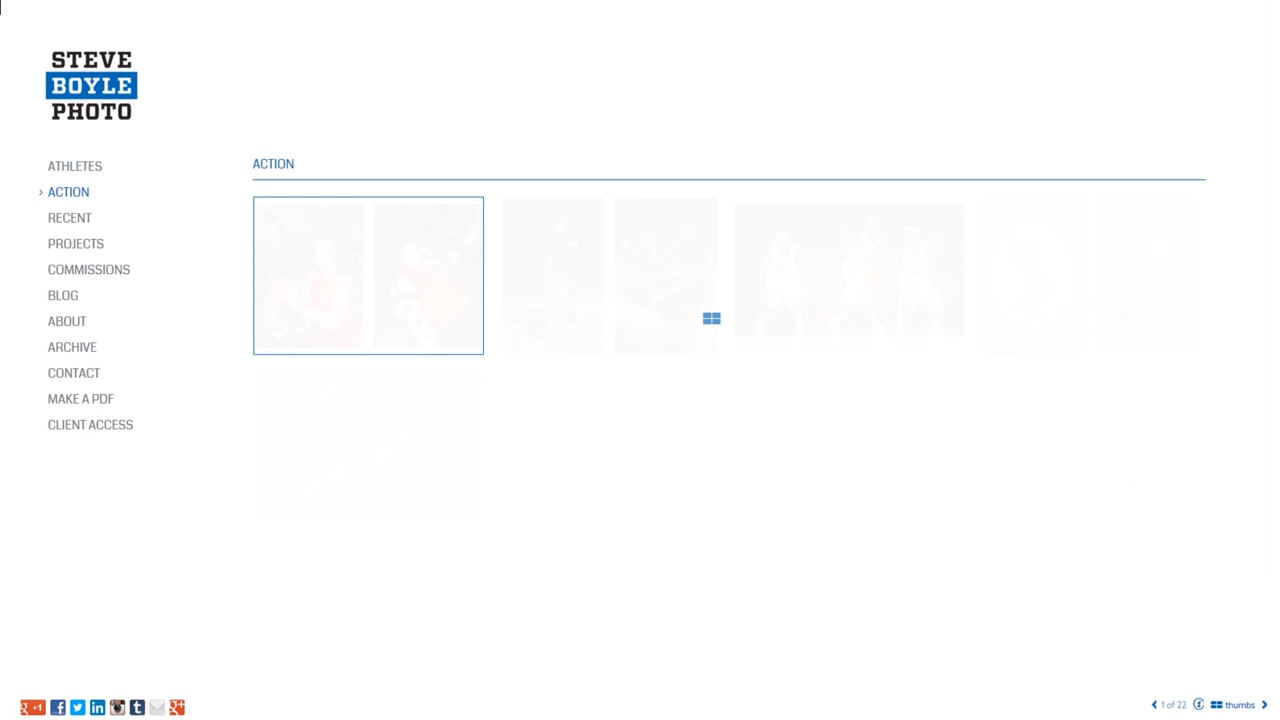 STEVE
BOYLE
PHOTO
ATHLETES
ACTION
RECENT
PROJECTS
COMMISSIONS
BLOG
ABOUT
ARCHIVE
CONTACT
MAKE A PDF
CLIENT ACCESS
ACTION
+1
1 of 22 thumbs